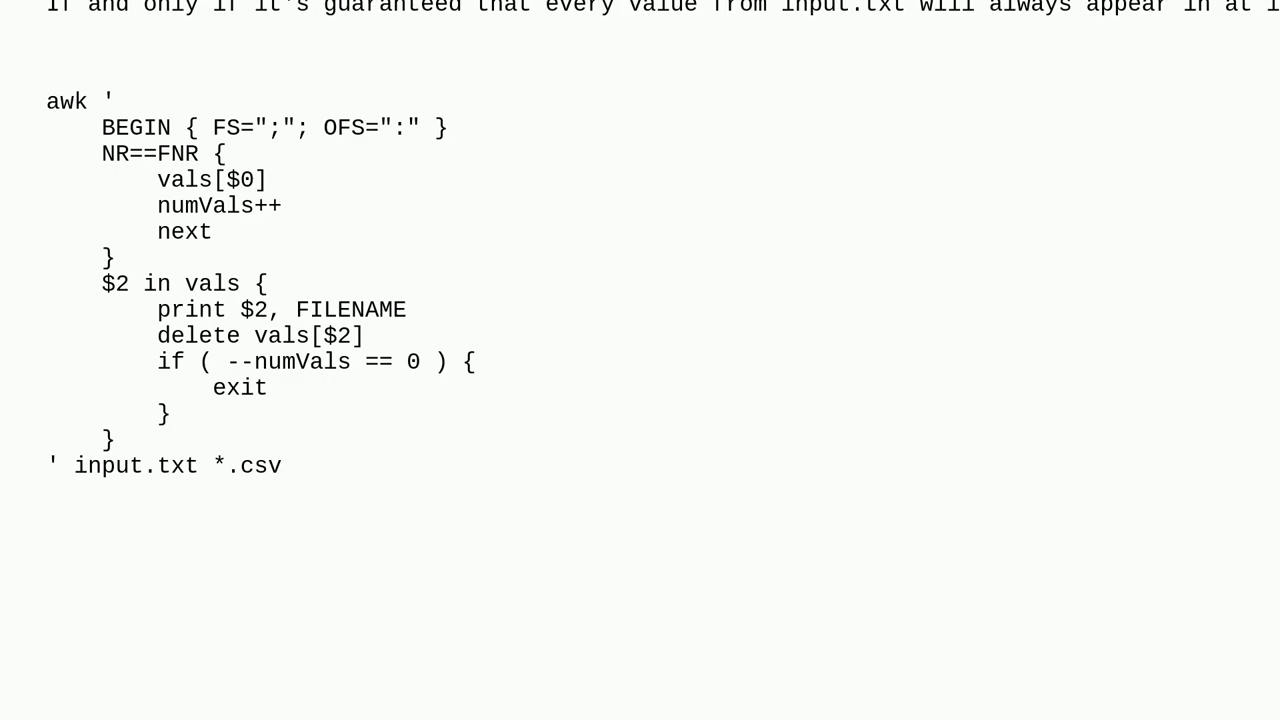 If and only if it's guaranteed that every value from input.txt will always appear in at
awk '
    BEGIN { FS=";"; OFS=":" }
    NR==FNR {
        vals[$0]
        numVals++
        next
    }
    $2 in vals {
        print $2, FILENAME
        delete vals[$2]
        if ( --numVals == 0 ) {
            exit
        }
    }
' input.txt *.csv